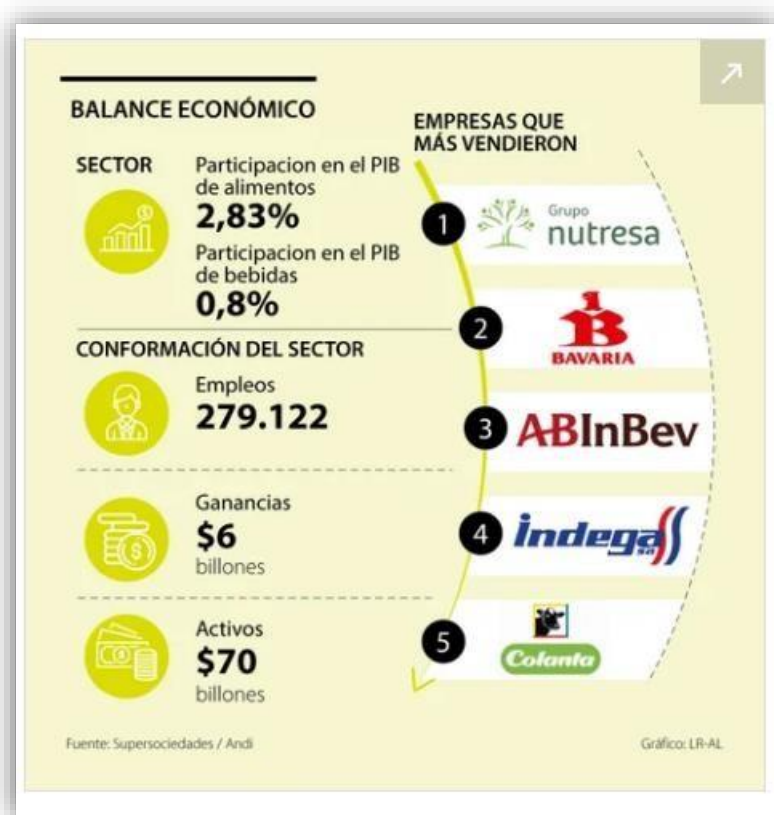 BALANCE ECONÓMICO
SECTOR
Participacion en el PIB
de alimentos
2,83%
Participacion en el PIB
de bebidas
0,8%
CONFORMACIÓN DEL SECTOR
Empleos
279.122
Ganancias
$6
billones
Activos
$70
billones
EMPRESAS QUE
MÁS VENDIERON
1
Grupo
nutresa
2
BAVARIA
3
ABInBev
4
indega
sa
5
Colanta
Fuente: Supersociedades / Andi
Gráfico: LR-AL